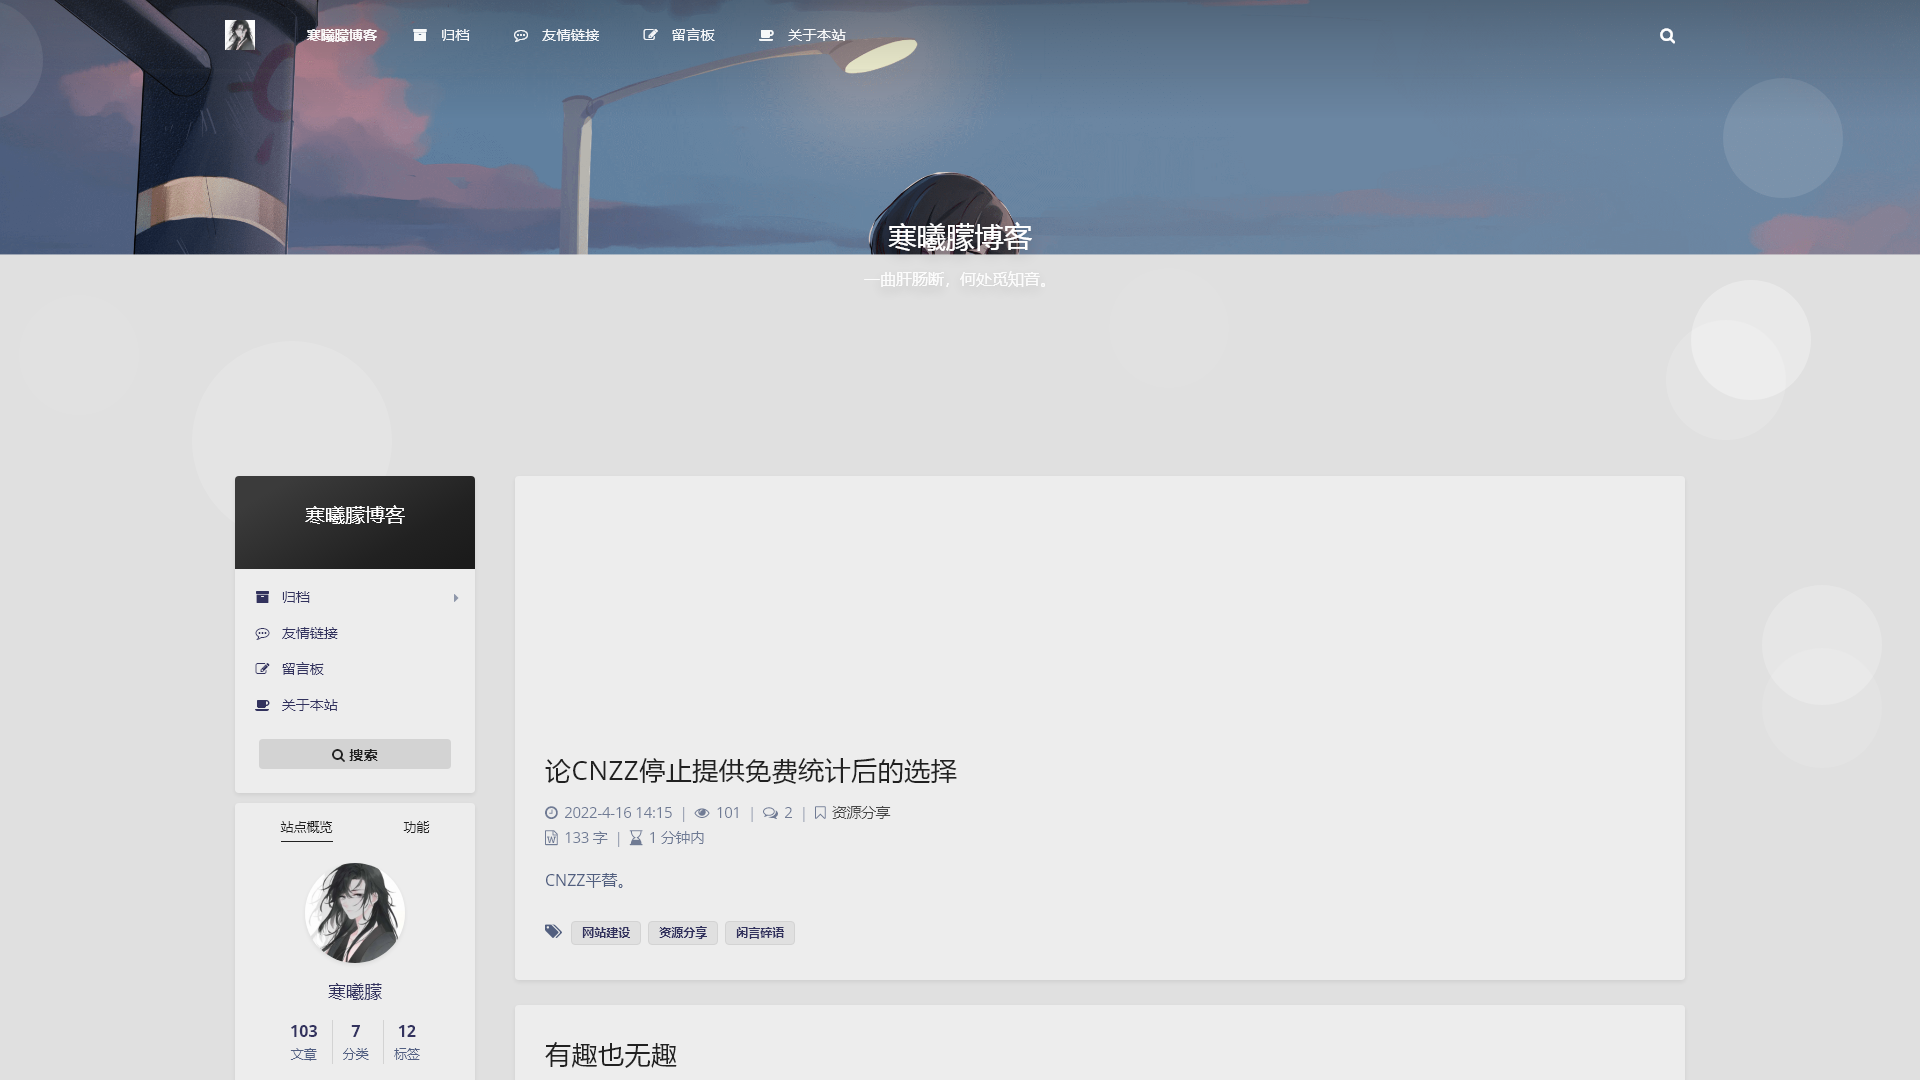 寒曦朦博客 归档 友情链接 留言板 关于本站
寒曦朦博客
一曲肝肠断，何处觅知音。
寒曦朦博客
归档
友情链接
留言板
关于本站
搜索
站点概览 功能
寒曦朦
103 7 12
文章 分类 标签
论CNZZ停止提供免费统计后的选择
2022-4-16 14:15 | 101 | 2 | 资源分享
133 字 | 1 分钟内
CNZZ平替。
网站建设 资源分享 闲言碎语
有趣也无趣